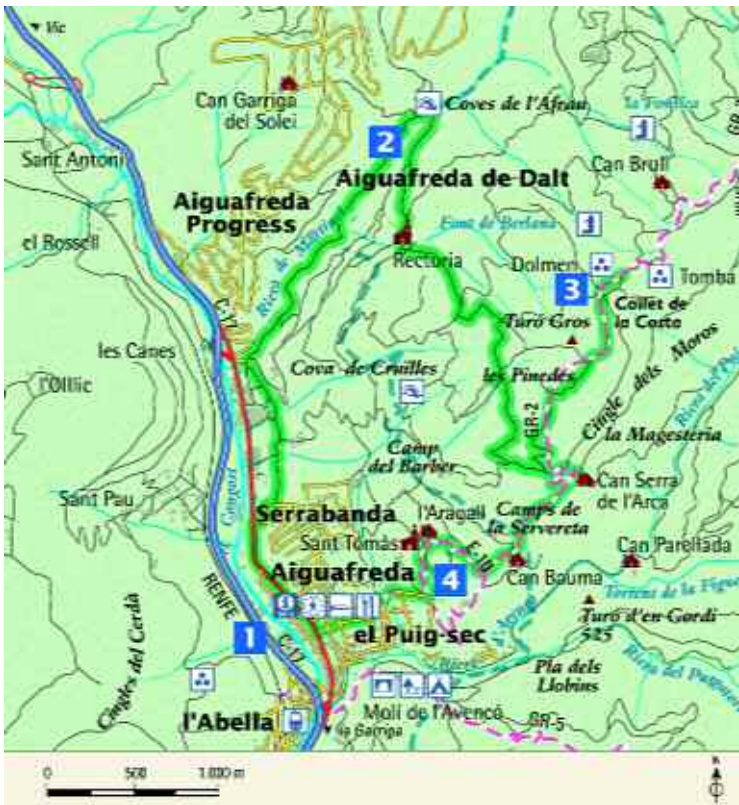 Vic
Can Garriga
del Solei
Coves de l'Afrau
Sant Antoni
2
Can Brull
Aiguafreda de Dalt
Aiguafreda
Progress
el Rossell
Font de Berlana
Rectoria
Dolmen
Tomba
3
Collet de
la Costa
C-17
Turó Gros
les Canes
Cova de Cruïlles
les Pinedes
Cingle dels Moros
GR-2
la Magesteria
Camp
del Barber
Can Serra
de l'Arca
Sant Pau
Congost
Serrabanda
l'Aragall
Camps de
la Servereta
Sant Tomàs
E-10
Can Parellada
Aiguafreda
4
Can Bauma
RENFE
Turó d'en Gordi
525
1
el Puig-sec
C-17
Cingles del Cerdà
Pla dels
Llobins
l'Abella
Molí de l'Avencó
la Garriga
GR-5
0 500 1.000 m
N